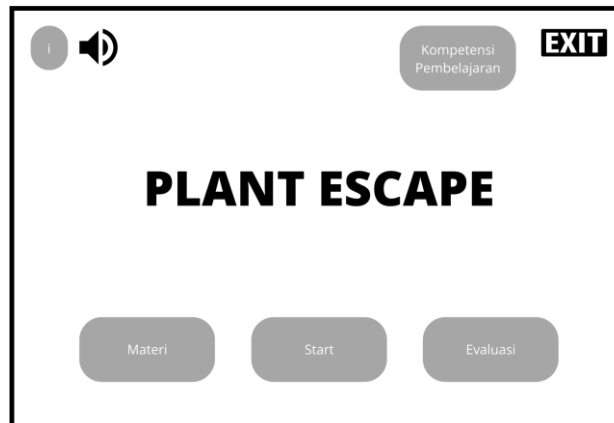 i
Kompetensi
Pembelajaran
EXIT
PLANT ESCAPE
Materi
Start
Evaluasi